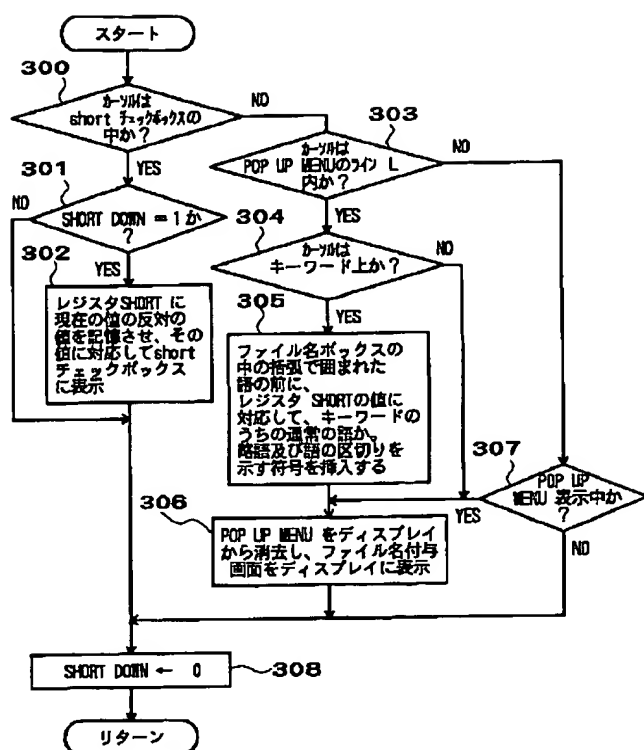 スタート
300
カーソルは
short チェックボックスの
中か?
NO
YES
301
NO
SHORT DOWN = 1 か
?
YES
302
レジスタSHORT に
現在の値の反対の
値を記憶させ、その
値に対応してshort
チェックボックス
に表示
303
カーソルは
POP UP MENUのライン L
内か?
NO
YES
304
カーソルは
キーワード上か?
NO
YES
305
ファイル名ボックスの
中の括弧で囲まれた
語の前に、
レジスタ SHORTの値に
対応して、キーワードの
うちの通常の語か。
略語及び語の区切りを
示す符号を挿入する
307
POP UP
MENU 表示中か
?
YES
NO
306
POP UP MENU をディスプレイ
から消去し、ファイル名付与
画面をディスプレイに表示
SHORT DOWN ← 0
308
リターン